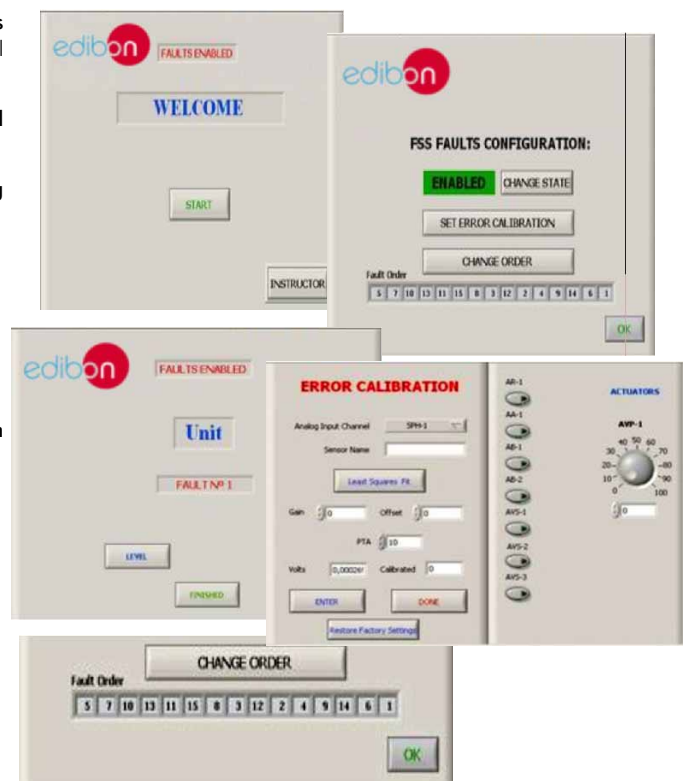 edibon
FAULTS ENABLED
WELCOME
START
INSTRUCTOR
edibon
FSS FAULTS CONFIGURATION:
ENABLED CHANGE STATE
SET ERROR CALIBRATION
CHANGE ORDER
Fault Order
5 7 10 13 11 15 8 3 12 2 4 9 14 6 1
OK
edibon
FAULTS ENABLED
Unit
FAULT Nº 1
LEVEL
FINISHED
ERROR CALIBRATION
Analog Input Channel SPH-1
Sensor Name
Least Squares Fit
Gain 0 Offset 0
PTA 10
Volts Calibrated 0
ENTER DONE
Restore Factory Settings
AR-1
AA-1
AB-1
AB-2
AVS-1
AVS-2
AVS-3
ACTUATORS
AVP-1
0 10 20 30 40 50 60 70 80 90 100
0
CHANGE ORDER
Fault Order
5 7 10 13 11 15 8 3 12 2 4 9 14 6 1
OK